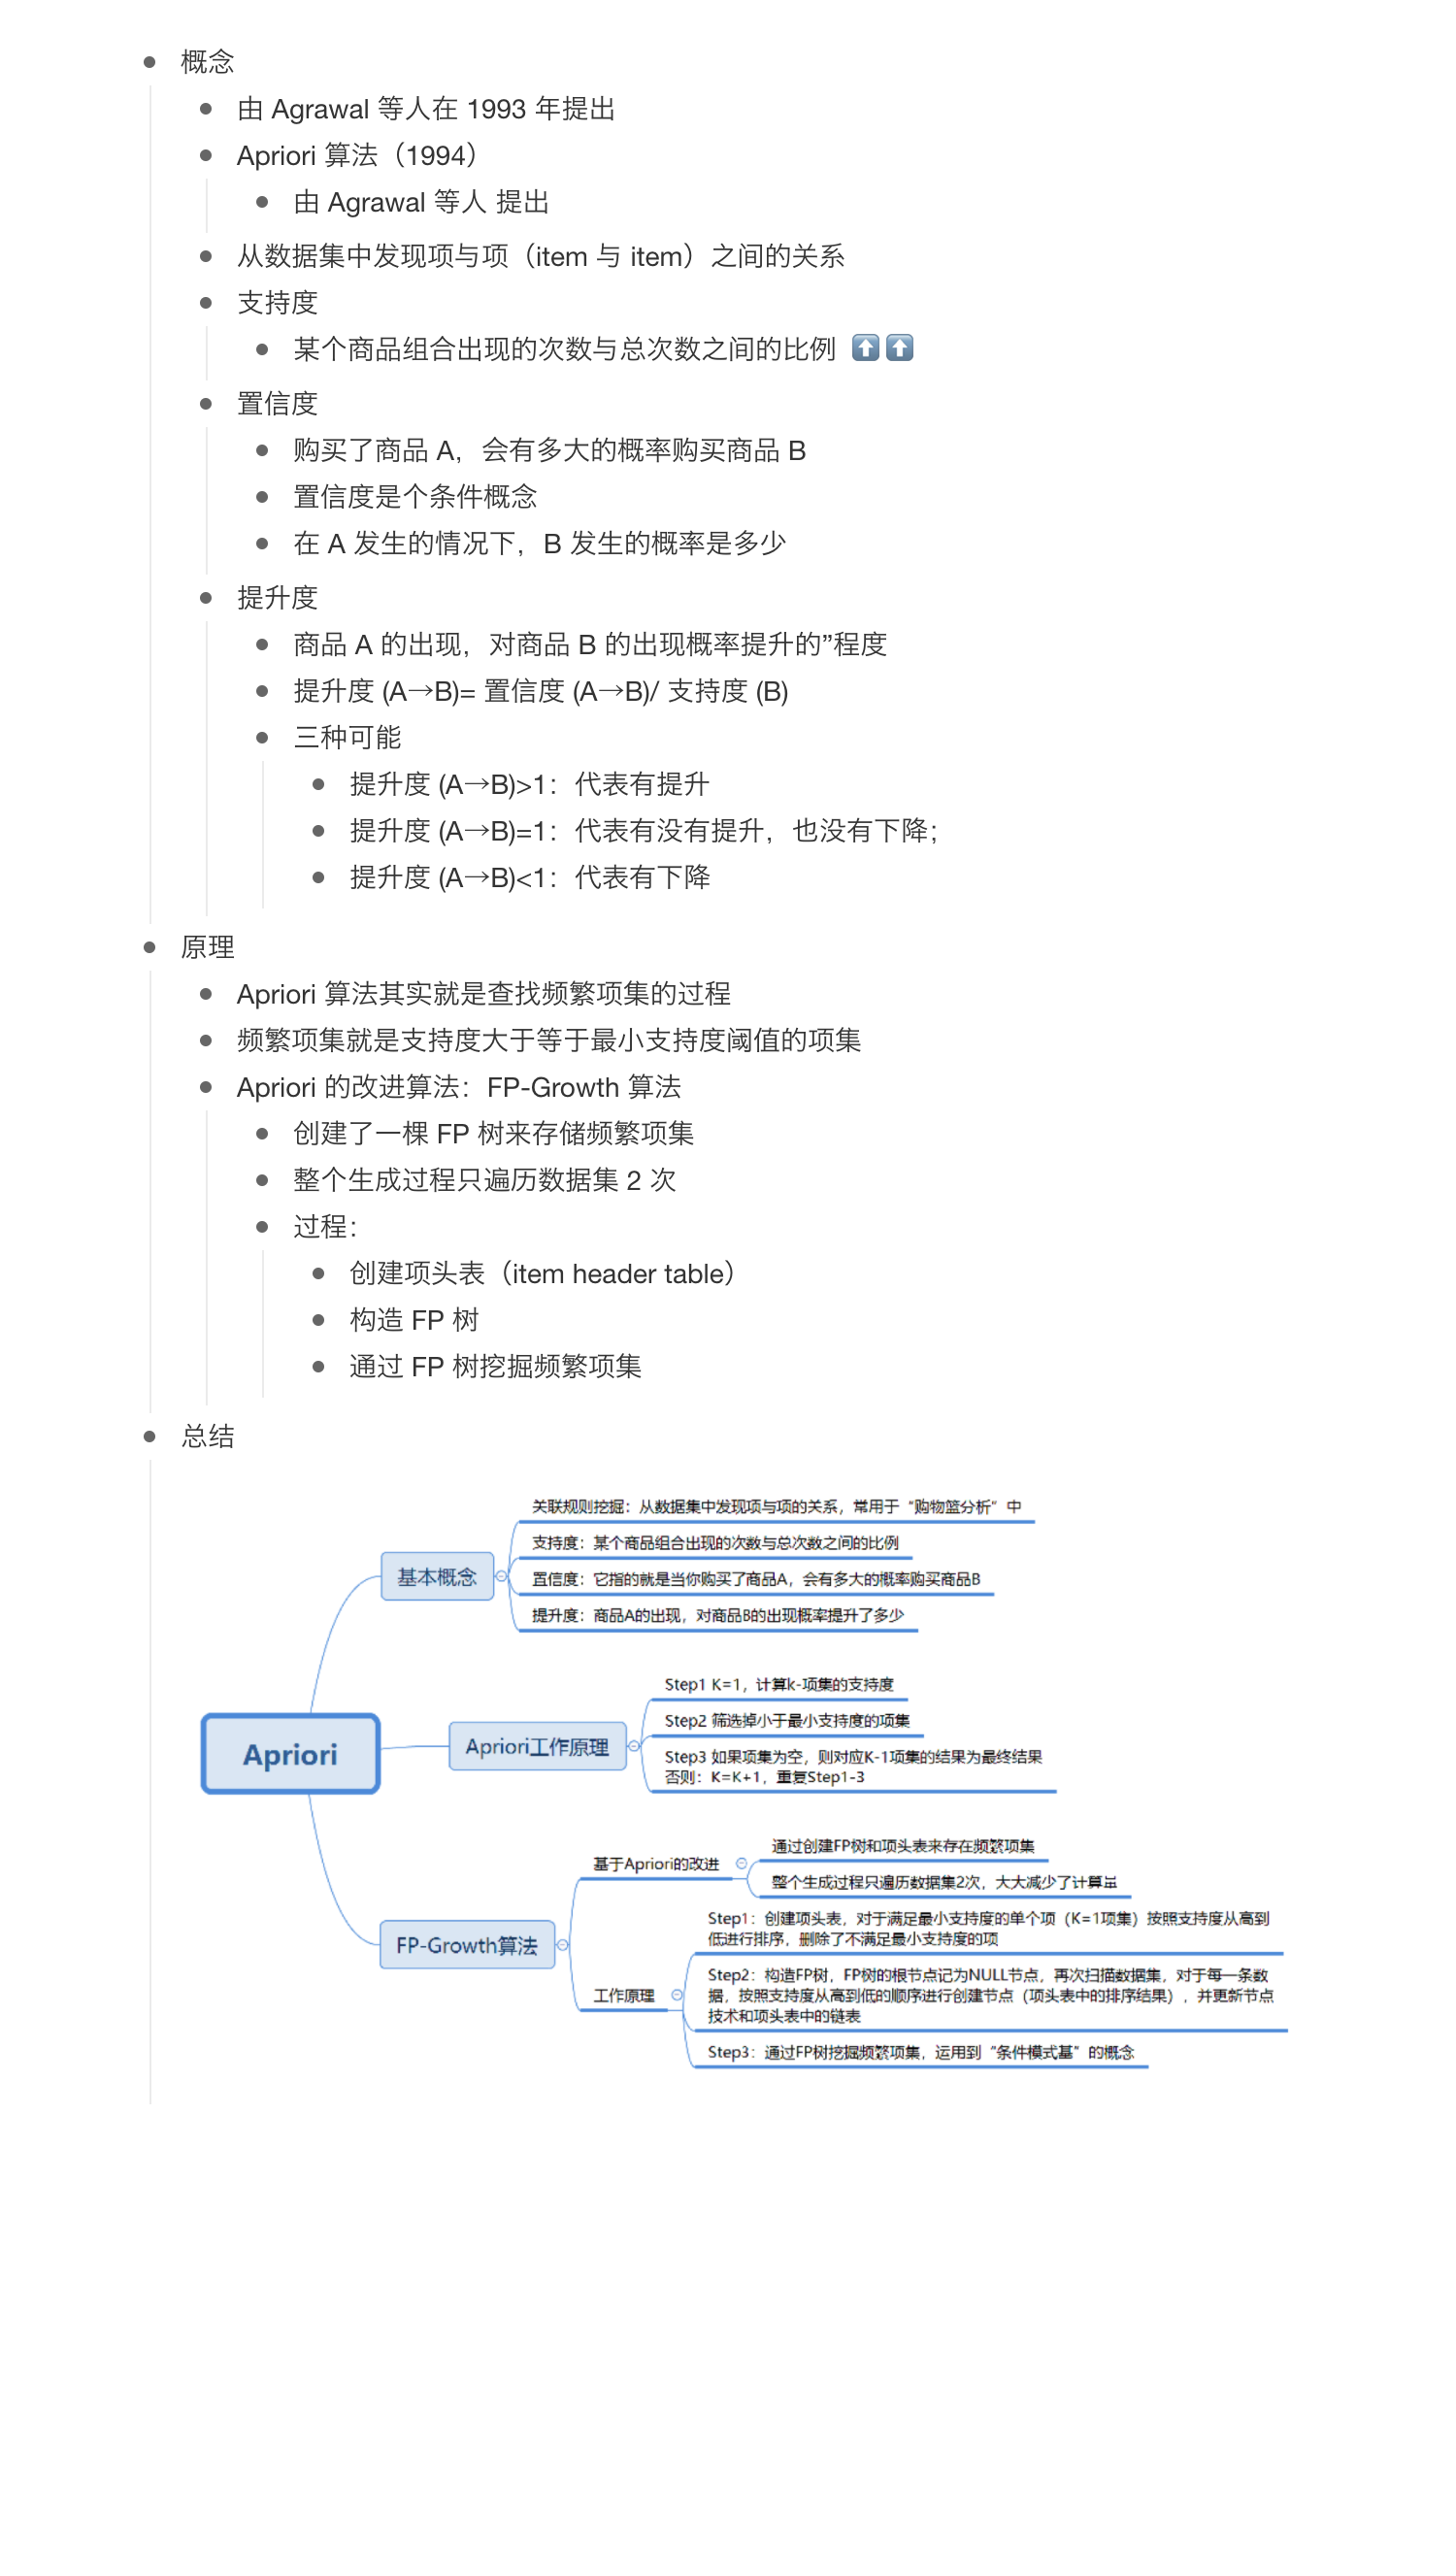 概念
由 Agrawal 等人在 1993 年提出
Apriori 算法（1994）
由 Agrawal 等人 提出
从数据集中发现项与项（item 与 item）之间的关系
支持度
某个商品组合出现的次数与总次数之间的比例 ⬆️⬆️
置信度
购买了商品 A，会有多大的概率购买商品 B
置信度是个条件概念
在 A 发生的情况下，B 发生的概率是多少
提升度
商品 A 的出现，对商品 B 的出现概率提升的”程度
提升度 (A→B)= 置信度 (A→B)/ 支持度 (B)
三种可能
提升度 (A→B)>1：代表有提升
提升度 (A→B)=1：代表有没有提升，也没有下降；
提升度 (A→B)<1：代表有下降
原理
Apriori 算法其实就是查找频繁项集的过程
频繁项集就是支持度大于等于最小支持度阈值的项集
Apriori 的改进算法：FP-Growth 算法
创建了一棵 FP 树来存储频繁项集
整个生成过程只遍历数据集 2 次
过程：
创建项头表（item header table）
构造 FP 树
通过 FP 树挖掘频繁项集
总结
Apriori
基本概念
关联规则挖掘：从数据集中发现项与项的关系，常用于“购物篮分析”中
支持度：某个商品组合出现的次数与总次数之间的比例
置信度：它指的就是当你购买了商品A，会有多大的概率购买商品B
提升度：商品A的出现，对商品B的出现概率提升了多少
Apriori工作原理
Step1 K=1，计算k-项集的支持度
Step2 筛选掉小于最小支持度的项集
Step3 如果项集为空，则对应K-1项集的结果为最终结果
否则：K=K+1，重复Step1-3
FP-Growth算法
基于Apriori的改进
通过创建FP树和项头表来存在频繁项集
整个生成过程只遍历数据集2次，大大减少了计算量
工作原理
Step1：创建项头表，对于满足最小支持度的单个项（K=1项集）按照支持度从高到
低进行排序，删除了不满足最小支持度的项
Step2：构造FP树，FP树的根节点记为NULL节点，再次扫描数据集，对于每一条数
据，按照支持度从高到低的顺序进行创建节点（项头表中的排序结果），并更新节点
技术和项头表中的链表
Step3：通过FP树挖掘频繁项集，运用到“条件模式基”的概念